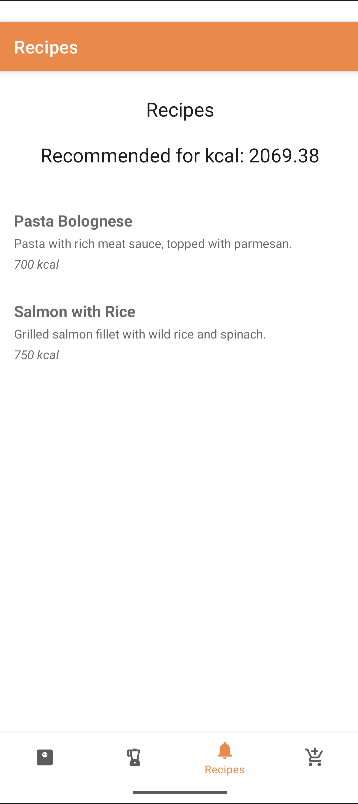 Recipes
Recipes
Recommended for kcal: 2069.38
Pasta Bolognese
Pasta with rich meat sauce, topped with parmesan.
700 kcal
Salmon with Rice
Grilled salmon fillet with wild rice and spinach.
750 kcal
Recipes